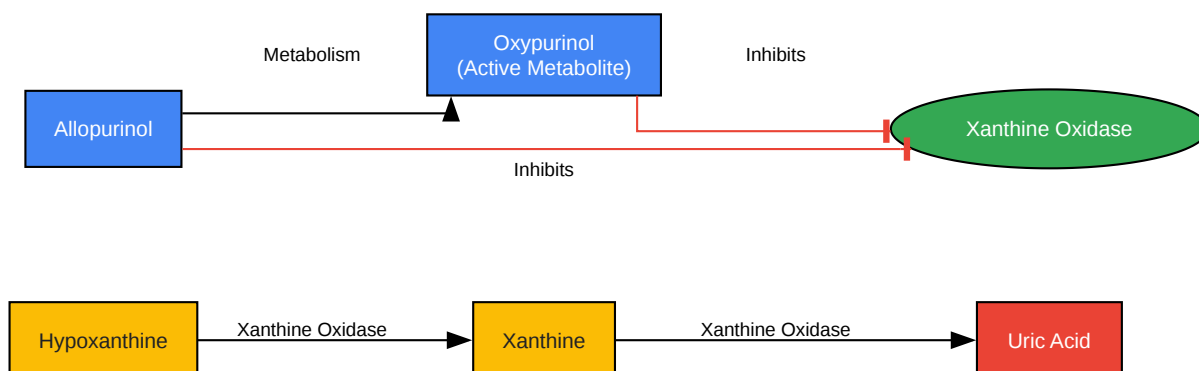 Metabolism
Oxypurinol
(Active Metabolite)
Inhibits
Allopurinol
Xanthine Oxidase
Inhibits
Hypoxanthine
Xanthine Oxidase
Xanthine
Xanthine Oxidase
Uric Acid